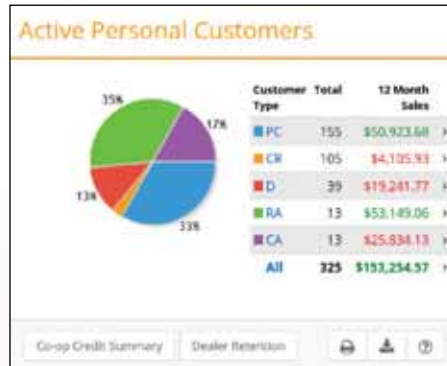 Active Personal Customers
35%
17%
13%
33%
Customer Type Total 12 Month Sales
PC 155 $50,923.68
CR 105 $4,105.93
D 39 $19,241.77
RA 13 $53,149.06
CA 13 $25,834.13
All 325 $153,254.57
Co-op Credit Summary Dealer Retention